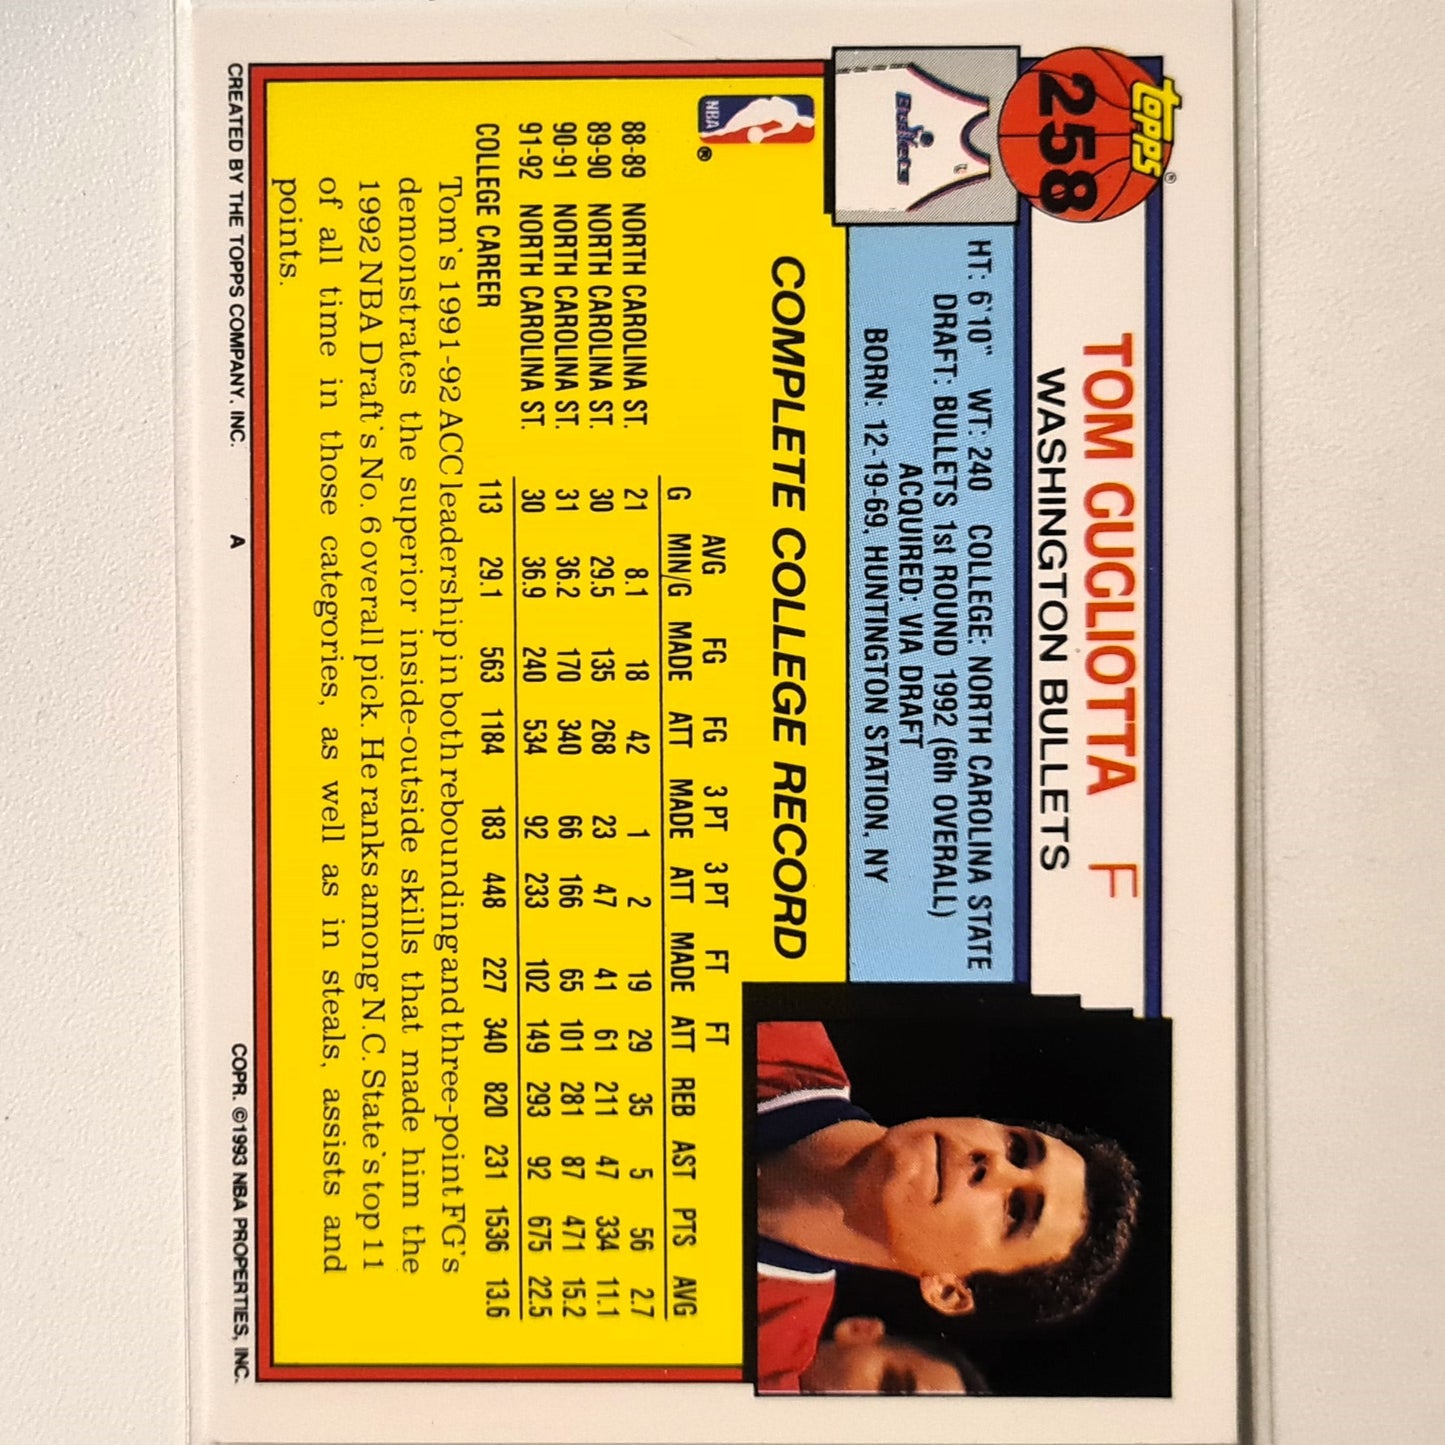 topps®
258
TOM GUGLIOTTA F
WASHINGTON BULLETS
Bullets
HT: 6'10" WT: 240 COLLEGE: NORTH CAROLINA STATE
DRAFT: BULLETS 1st ROUND 1992 (6th OVERALL)
ACQUIRED: VIA DRAFT
BORN: 12-19-69, HUNTINGTON STATION, NY
NBA®
COMPLETE COLLEGE RECORD
AVG FG FG 3 PT 3 PT FT FT
G MIN/G MADE ATT MADE ATT MADE ATT REB AST PTS AVG
88-89 NORTH CAROLINA ST. 21 8.1 18 42 1 2 19 29 35 5 56 2.7
89-90 NORTH CAROLINA ST. 30 29.5 135 268 23 47 41 61 211 47 334 11.1
90-91 NORTH CAROLINA ST. 31 36.2 170 340 66 166 65 101 281 87 471 15.2
91-92 NORTH CAROLINA ST. 30 36.9 240 534 92 233 102 149 293 92 675 22.5
COLLEGE CAREER 113 29.1 563 1184 183 448 227 340 820 231 1536 13.6
Tom's 1991-92 ACC leadership in both rebounding and three-point FG's
demonstrates the superior inside-outside skills that made him the
1992 NBA Draft's No. 6 overall pick. He ranks among N.C. State's top 11
of all time in those categories, as well as in steals, assists and
points.
CREATED BY THE TOPPS COMPANY, INC. A COPR. ©1993 NBA PROPERTIES, INC.